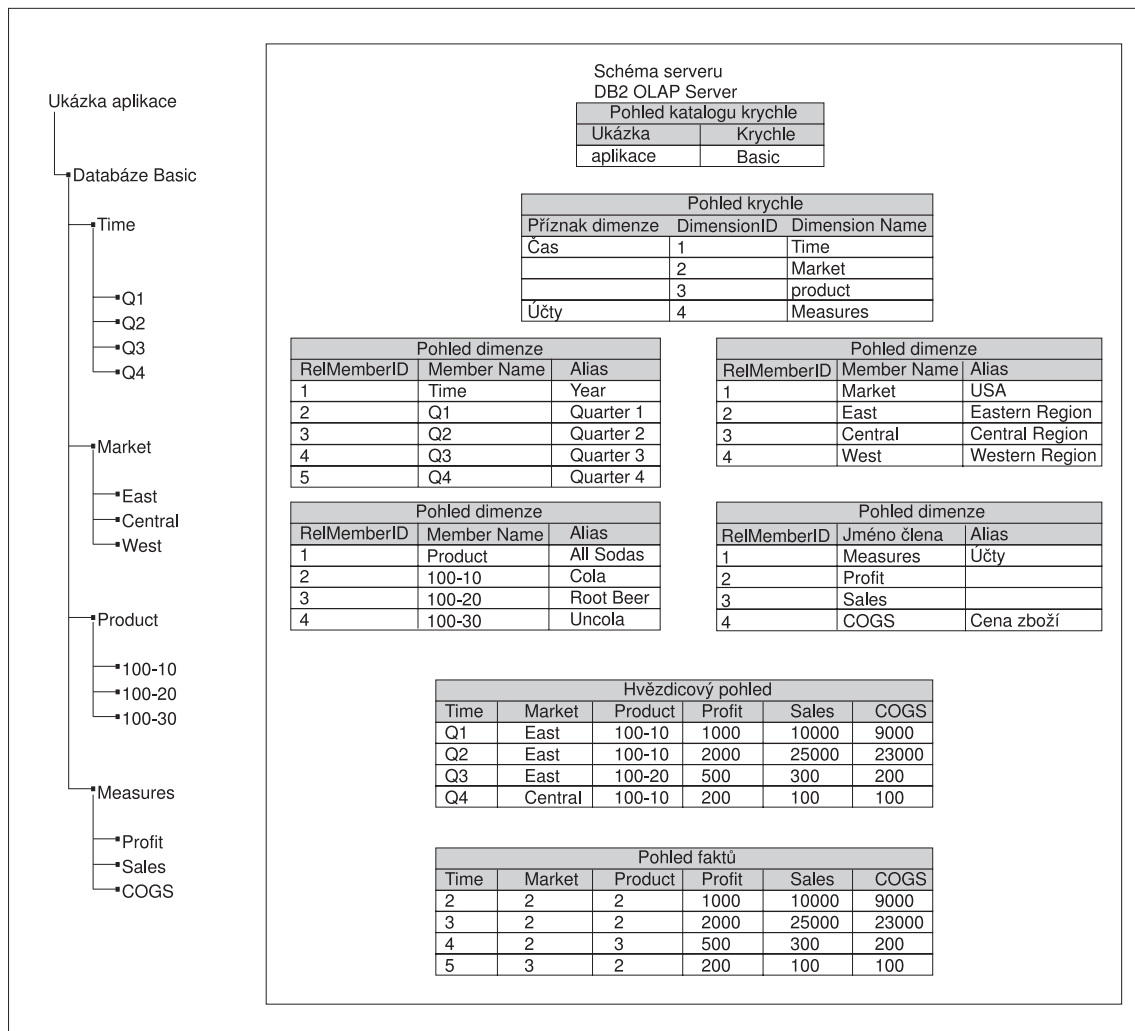 Ukázka aplikace
Databáze Basic
Time
Q1
Q2
Q3
Q4
Market
East
Central
West
Product
100-10
100-20
100-30
Measures
Profit
Sales
COGS
Schéma serveru
DB2 OLAP Server
Pohled katalogu krychle
Ukázka Krychle
aplikace Basic
Pohled krychle
Příznak dimenze DimensionID Dimension Name
Čas 1 Time
2 Market
3 product
Účty 4 Measures
Pohled dimenze
RelMemberID Member Name Alias
1 Time Year
2 Q1 Quarter 1
3 Q2 Quarter 2
4 Q3 Quarter 3
5 Q4 Quarter 4
Pohled dimenze
RelMemberID Member Name Alias
1 Market USA
2 East Eastern Region
3 Central Central Region
4 West Western Region
Pohled dimenze
RelMemberID Member Name Alias
1 Product All Sodas
2 100-10 Cola
3 100-20 Root Beer
4 100-30 Uncola
Pohled dimenze
RelMemberID Jméno člena Alias
1 Measures Účty
2 Profit
3 Sales
4 COGS Cena zboží
Hvězdicový pohled
Time Market Product Profit Sales COGS
Q1 East 100-10 1000 10000 9000
Q2 East 100-10 2000 25000 23000
Q3 East 100-20 500 300 200
Q4 Central 100-10 200 100 100
Pohled faktů
Time Market Product Profit Sales COGS
2 2 2 1000 10000 9000
3 2 2 2000 25000 23000
4 2 3 500 300 200
5 3 2 200 100 100